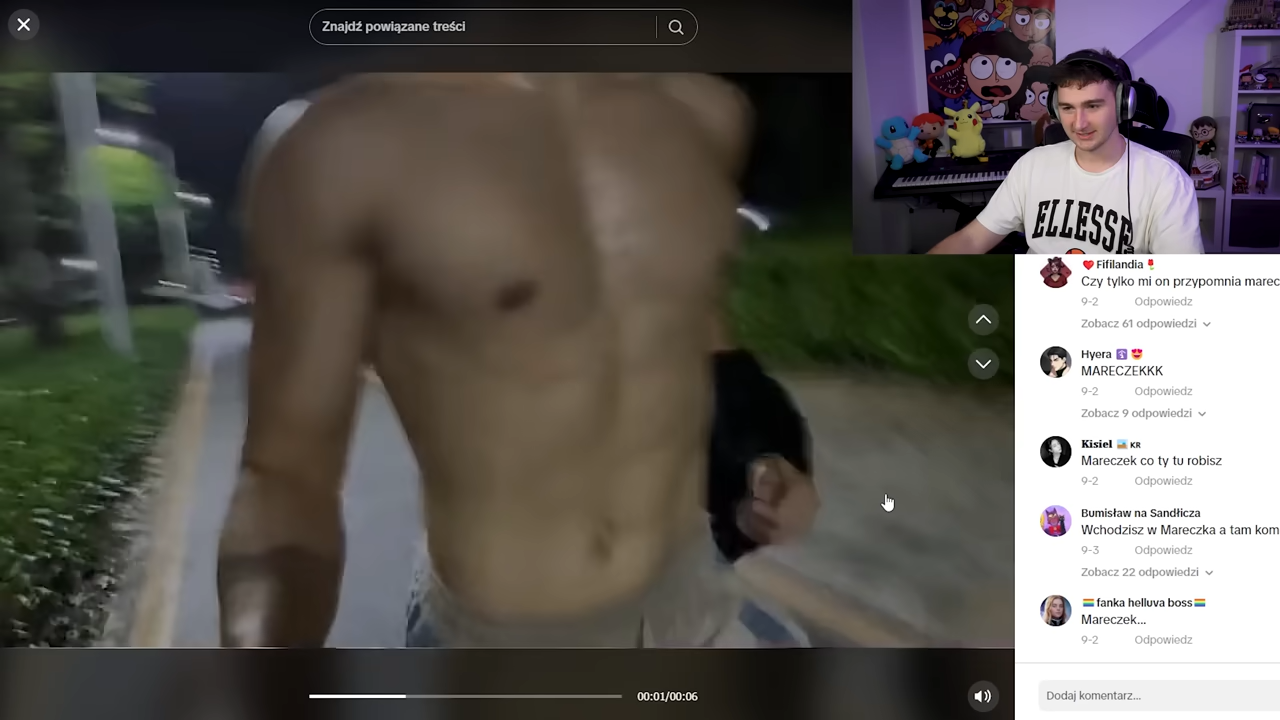 Znajdź powiązane treści
ELLESSE
Fifilandia
Czy tylko mi on przypomnia marec
9-2 Odpowiedz
Zobacz 61 odpowiedzi
Hyera
MARECZEKKK
9-2 Odpowiedz
Zobacz 9 odpowiedzi
Kisiel KR
Mareczek co ty tu robisz
9-2 Odpowiedz
Bumisław na Sandłicza
Wchodzisz w Mareczka a tam kom
9-3 Odpowiedz
Zobacz 22 odpowiedzi
fanka helluva boss
Mareczek...
9-2 Odpowiedz
00:01/00:06
Dodaj komentarz...